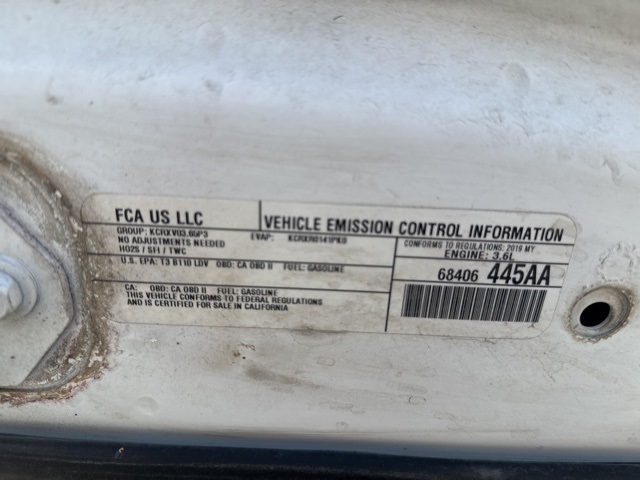 FCA US LLC
VEHICLE EMISSION CONTROL INFORMATION
GROUP: KCRXV03.65P3 EVAP: KCRXR0141PK0
NO ADJUSTMENTS NEEDED
HO2S / SFI / TWC
CONFORMS TO REGULATIONS: 2019 MY
ENGINE: 3.6L
U.S. EPA: T3 B110 LDV OBD: CA OBD II FUEL: GASOLINE
68406 445AA
CA: OBD: CA OBD II FUEL: GASOLINE
THIS VEHICLE CONFORMS TO FEDERAL REGULATIONS
AND IS CERTIFIED FOR SALE IN CALIFORNIA